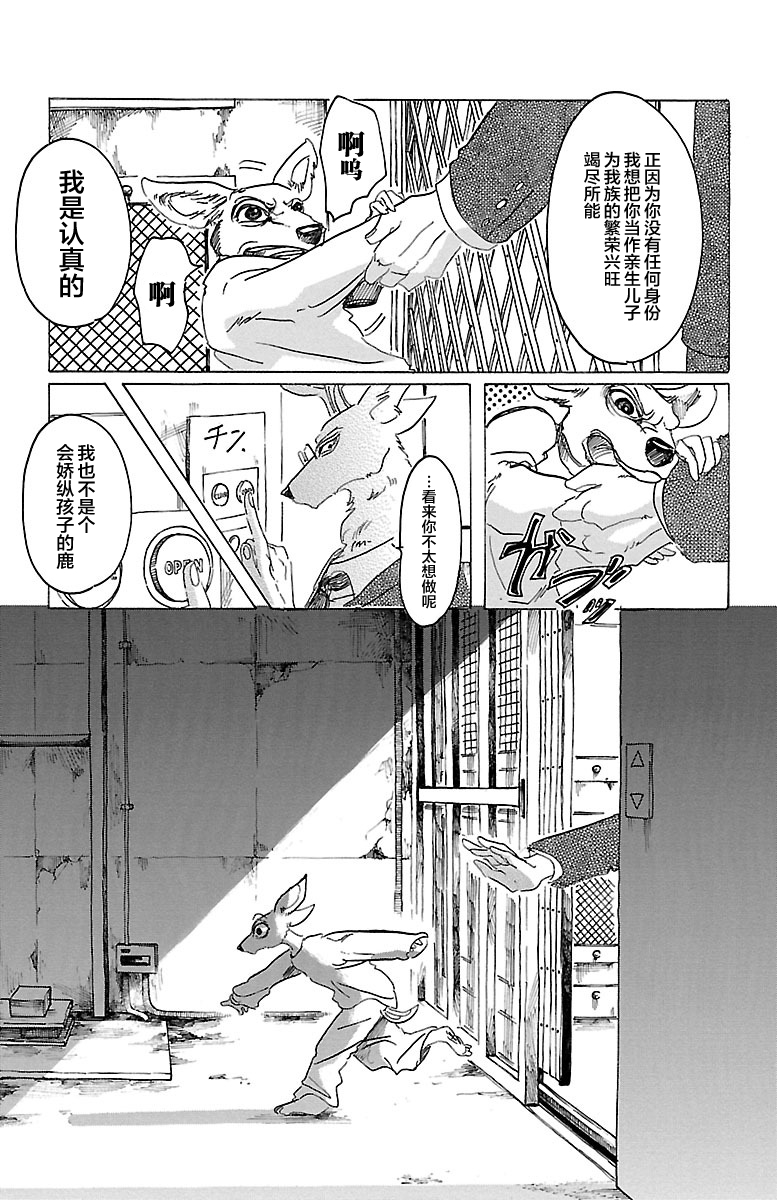 正因为你没有任何身份
我想把你当作亲生儿子
为我族的繁荣兴旺
竭尽所能
啊
呜
啊
我是认真的
ガブッ
…看来你不太想做呢
チン
OPEN
我也不是个
会娇纵孩子的鹿